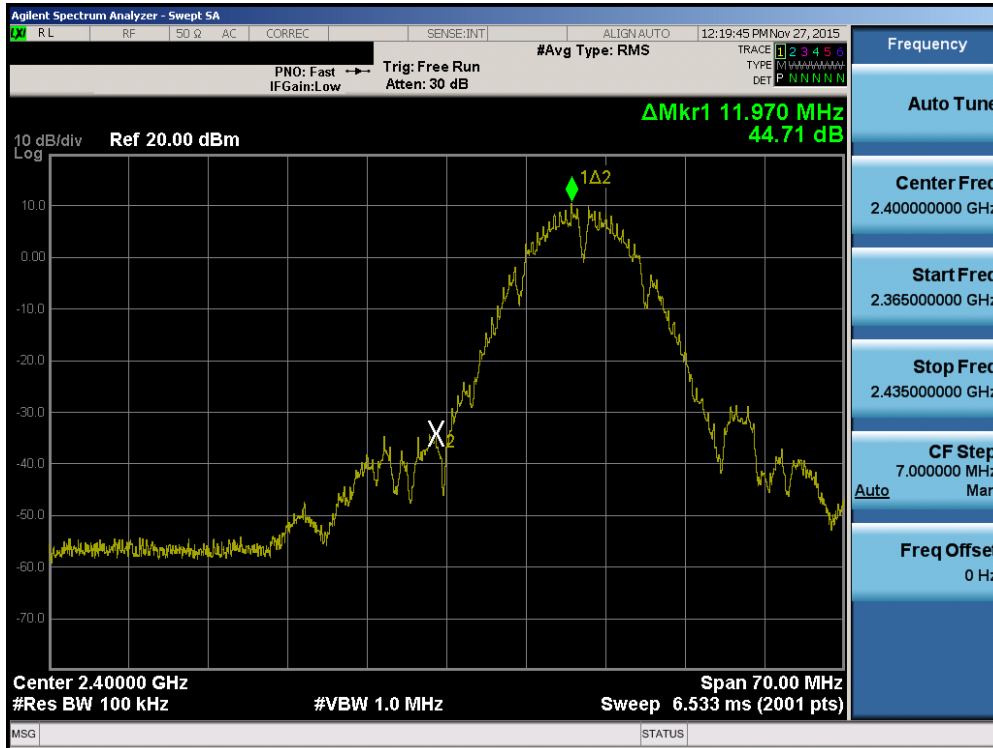 Agilent Spectrum Analyzer - Swept SA
LXI RL RF 50 Ω AC CORREC SENSE:INT ALIGN AUTO 12:19:45 PM Nov 27, 2015
#Avg Type: RMS
TRACE 1 2 3 4 5 6
TYPE M
DET P N N N N N
PNO: Fast
IFGain:Low
Trig: Free Run
Atten: 30 dB
ΔMkr1 11.970 MHz
44.71 dB
10 dB/div Ref 20.00 dBm
Log
1Δ2
10.0
0.00
-10.0
-20.0
-30.0
2
-40.0
-50.0
-60.0
-70.0
Center 2.40000 GHz Span 70.00 MHz
#Res BW 100 kHz #VBW 1.0 MHz Sweep 6.533 ms (2001 pts)
MSG STATUS
Frequency
Auto Tune
Center Freq
2.400000000 GHz
Start Freq
2.365000000 GHz
Stop Freq
2.435000000 GHz
CF Step
7.000000 MHz
Auto Man
Freq Offset
0 Hz